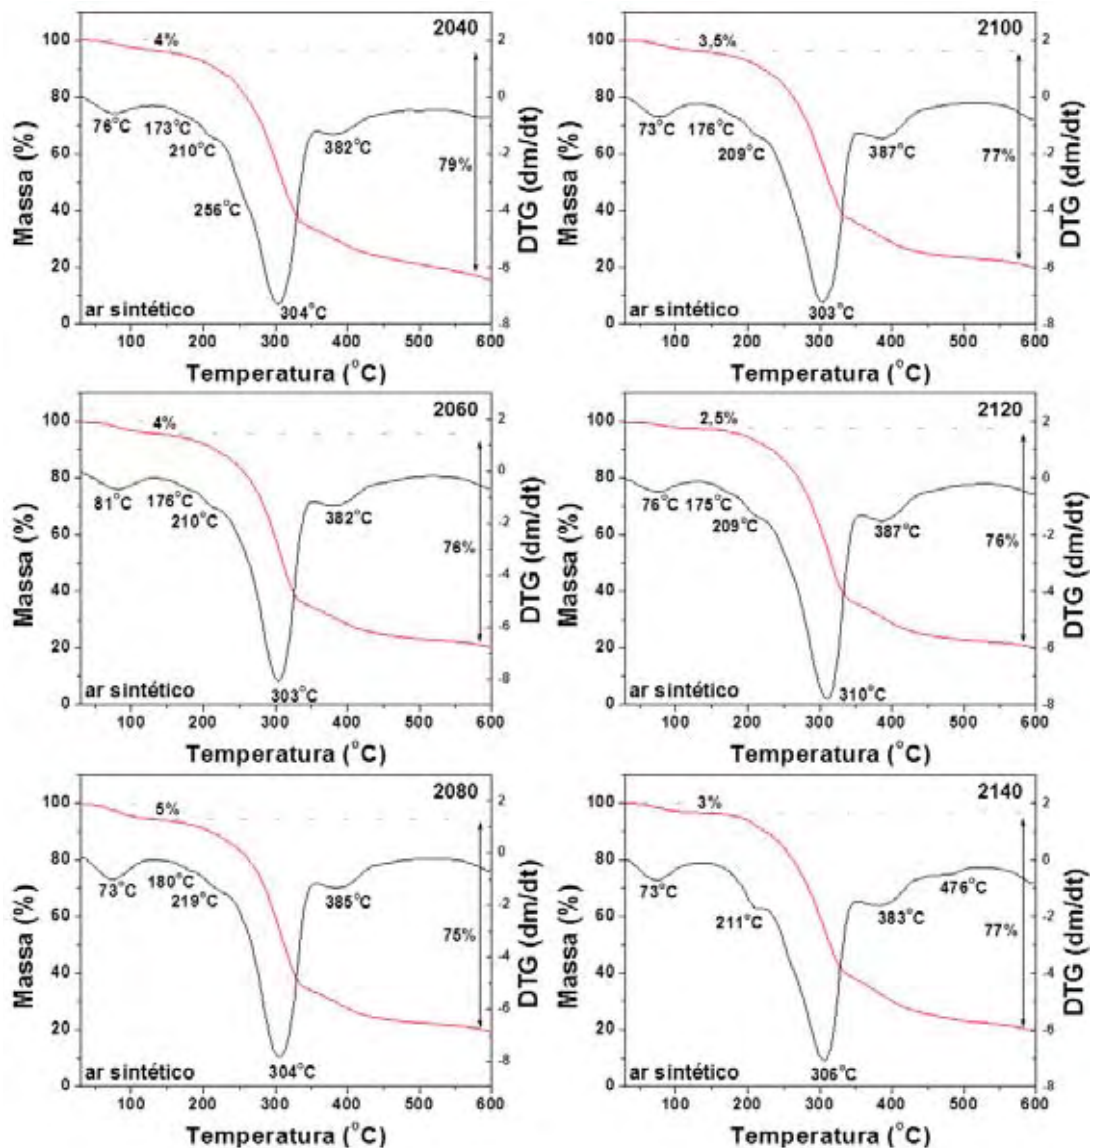 2040
100
80
60
40
20
0
Massa (%)
4%
76°C
173°C
210°C
256°C
304°C
382°C
79%
ar sintético
2
0
-2
-4
-6
-8
DTG (dm/dt)
100 200 300 400 500 600
Temperatura (°C)
2100
100
80
60
40
20
0
Massa (%)
3,5%
73°C
176°C
209°C
303°C
387°C
77%
ar sintético
2
0
-2
-4
-6
-8
DTG (dm/dt)
100 200 300 400 500 600
Temperatura (°C)
2060
100
80
60
40
20
0
Massa (%)
4%
81°C
176°C
210°C
303°C
382°C
76%
ar sintético
2
0
-2
-4
-6
-8
DTG (dm/dt)
100 200 300 400 500 600
Temperatura (°C)
2120
100
80
60
40
20
0
Massa (%)
2,5%
76°C
175°C
209°C
310°C
387°C
76%
ar sintético
2
0
-2
-4
-6
-8
DTG (dm/dt)
100 200 300 400 500 600
Temperatura (°C)
2080
100
80
60
40
20
0
Massa (%)
5%
73°C
180°C
219°C
304°C
385°C
75%
ar sintético
2
0
-2
-4
-6
-8
DTG (dm/dt)
100 200 300 400 500 600
Temperatura (°C)
2140
100
80
60
40
20
0
Massa (%)
3%
73°C
211°C
306°C
383°C
476°C
77%
ar sintético
2
0
-2
-4
-6
-8
DTG (dm/dt)
100 200 300 400 500 600
Temperatura (°C)